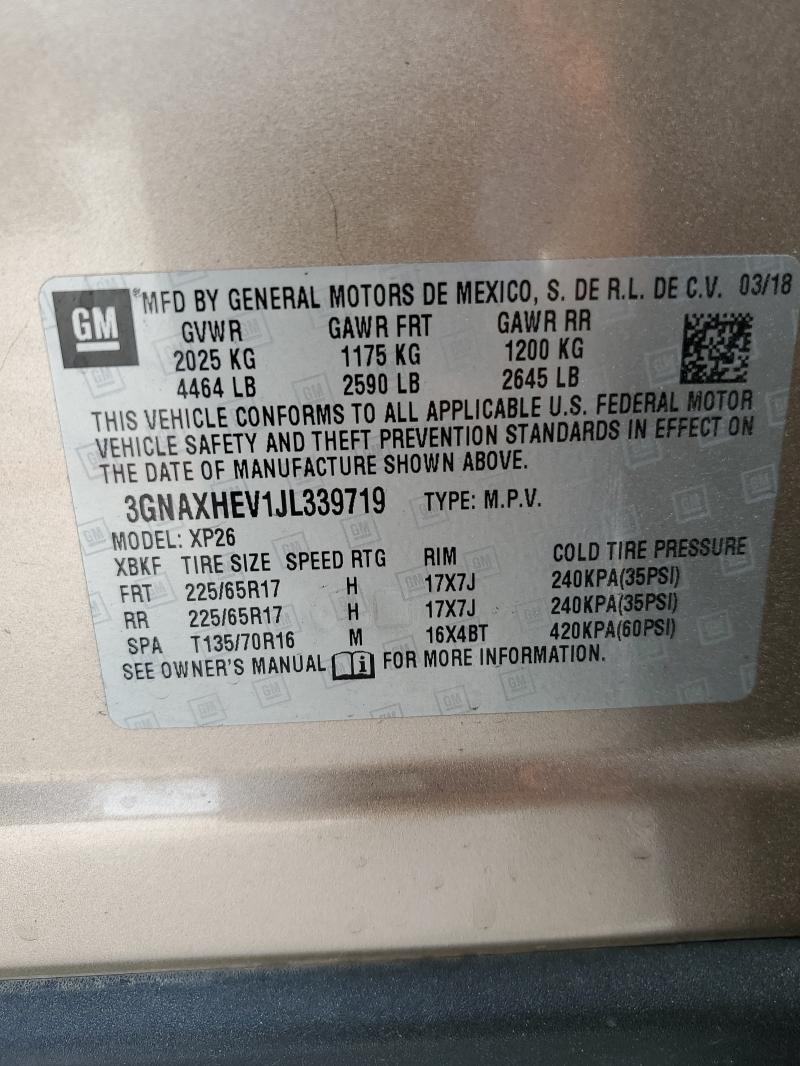 GM ®MFD BY GENERAL MOTORS DE MEXICO, S. DE R.L. DE C.V. 03/18
GVWR GAWR FRT GAWR RR
2025 KG 1175 KG 1200 KG
4464 LB 2590 LB 2645 LB
THIS VEHICLE CONFORMS TO ALL APPLICABLE U.S. FEDERAL MOTOR
VEHICLE SAFETY AND THEFT PREVENTION STANDARDS IN EFFECT ON
THE DATE OF MANUFACTURE SHOWN ABOVE.
3GNAXHEV1JL339719 TYPE: M.P.V.
MODEL: XP26
XBKF TIRE SIZE SPEED RTG RIM COLD TIRE PRESSURE
FRT 225/65R17 H 17X7J 240KPA(35PSI)
RR 225/65R17 H 17X7J 240KPA(35PSI)
SPA T135/70R16 M 16X4BT 420KPA(60PSI)
SEE OWNER'S MANUAL i FOR MORE INFORMATION.